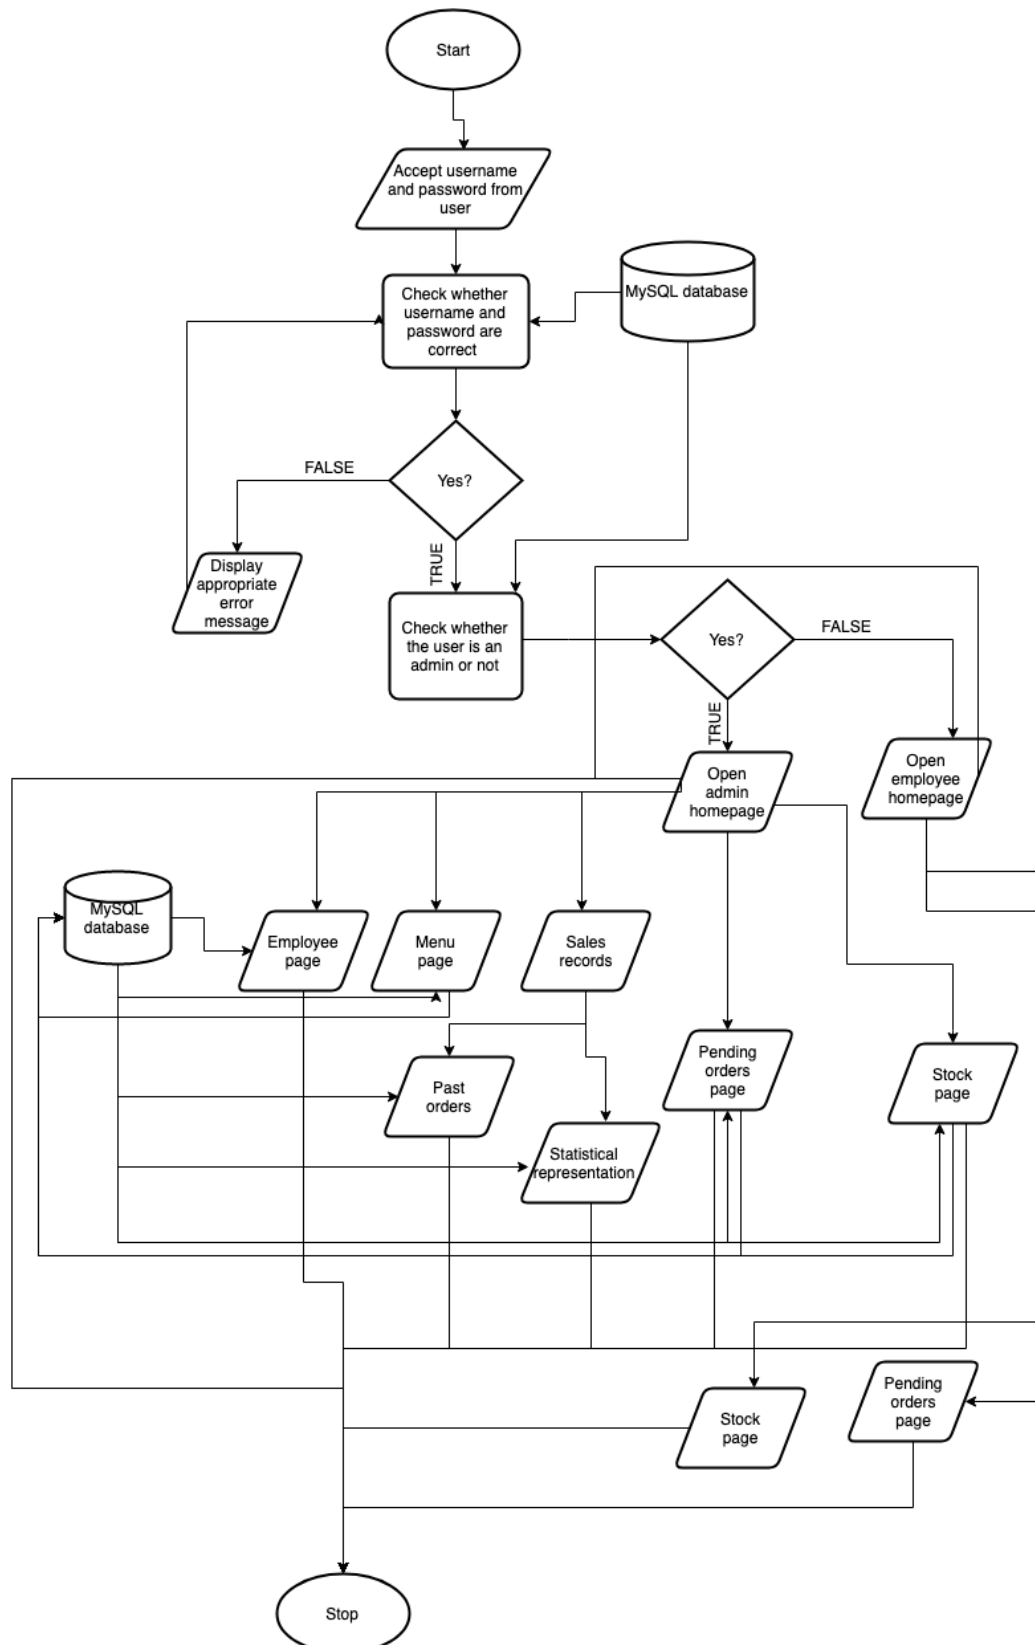 Start
Accept username
and password from
user
Check whether
username and
password are
correct
MySQL database
Yes?
FALSE
TRUE
Display
appropriate
error
message
Check whether
the user is an
admin or not
Yes?
FALSE
TRUE
Open
admin
homepage
Open
employee
homepage
MySQL
database
Employee
page
Menu
page
Sales
records
Pending
orders
page
Stock
page
Past
orders
Statistical
representation
Stock
page
Pending
orders
page
Stop